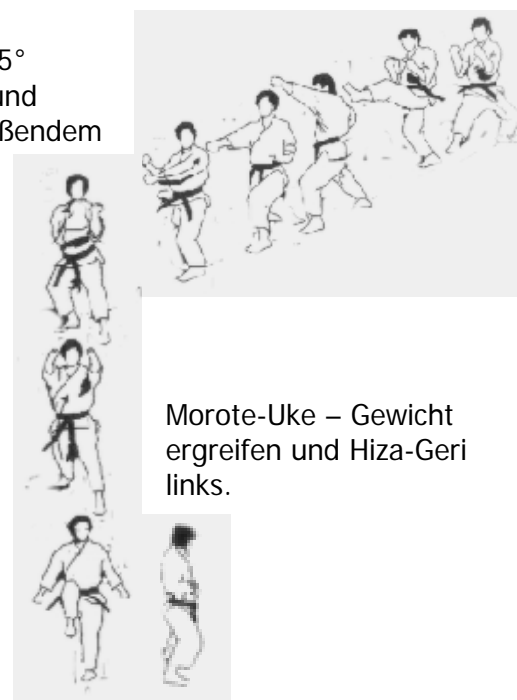 5°
und
ßendem
Morote-Uke – Gewicht
ergreifen und Hiza-Geri
links.